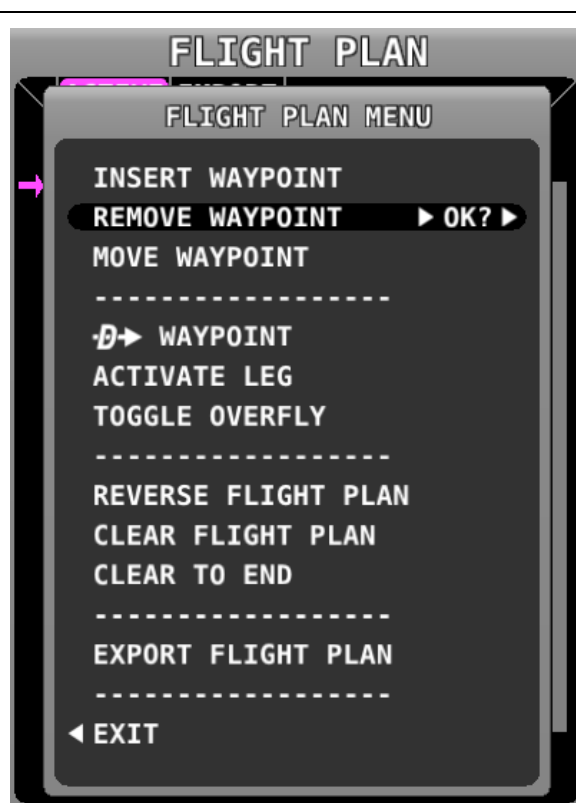 FLIGHT PLAN
FLIGHT PLAN MENU
INSERT WAYPOINT
REMOVE WAYPOINT ▶ OK? ▶
MOVE WAYPOINT
-------------------
D WAYPOINT
ACTIVATE LEG
TOGGLE OVERFLY
-------------------
REVERSE FLIGHT PLAN
CLEAR FLIGHT PLAN
CLEAR TO END
-------------------
EXPORT FLIGHT PLAN
-------------------
◀ EXIT